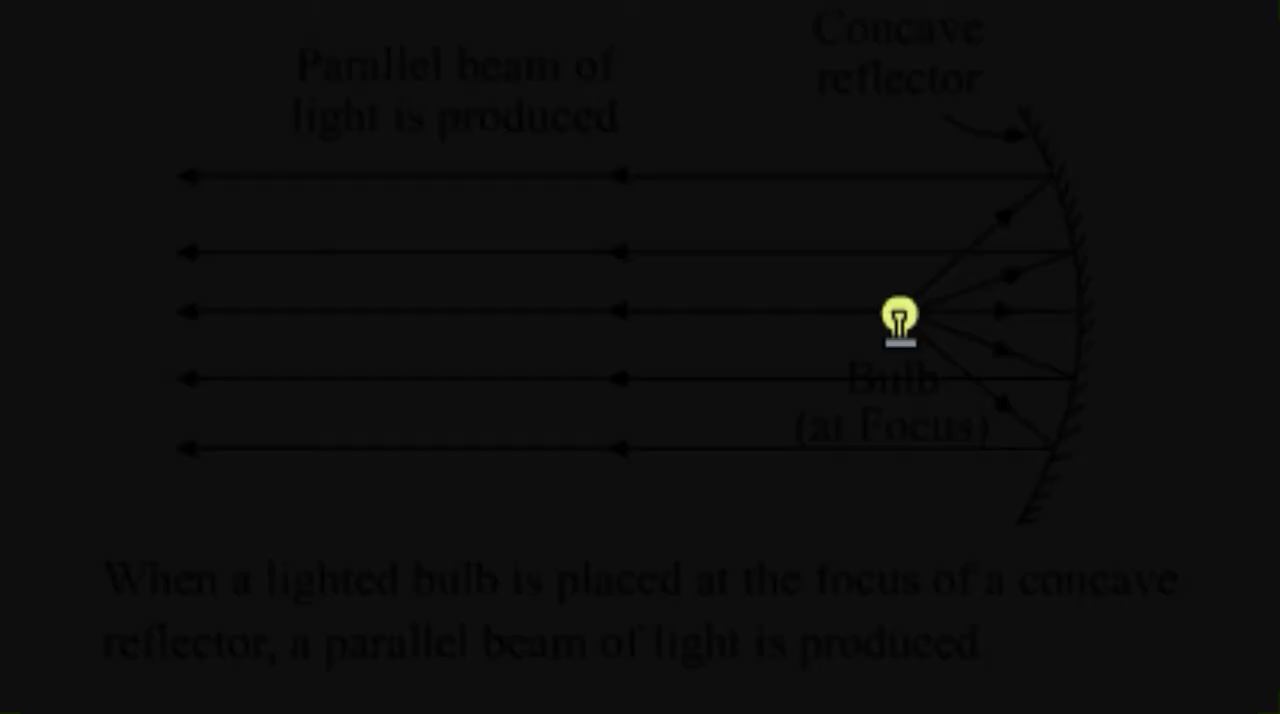 Concave
reflector
Parallel beam of
light is produced
Bulb
(at Focus)
When a lighted bulb is placed at the focus of a concave
reflector, a parallel beam of light is produced